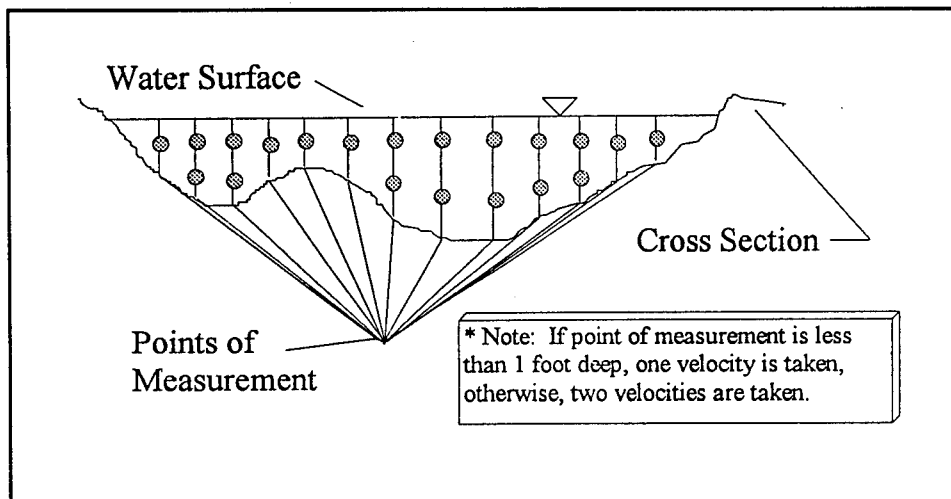 Water Surface
Cross Section
Points of
Measurement
* Note: If point of measurement is less
than 1 foot deep, one velocity is taken,
otherwise, two velocities are taken.